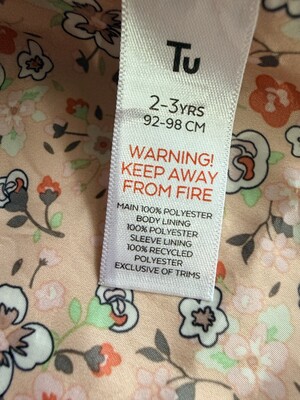 Tu
2-3YRS
92-98 CM
WARNING!
KEEP AWAY
FROM FIRE
MAIN 100% POLYESTER
BODY LINING
100% POLYESTER
SLEEVE LINING
100% RECYCLED
POLYESTER
EXCLUSIVE OF TRIMS